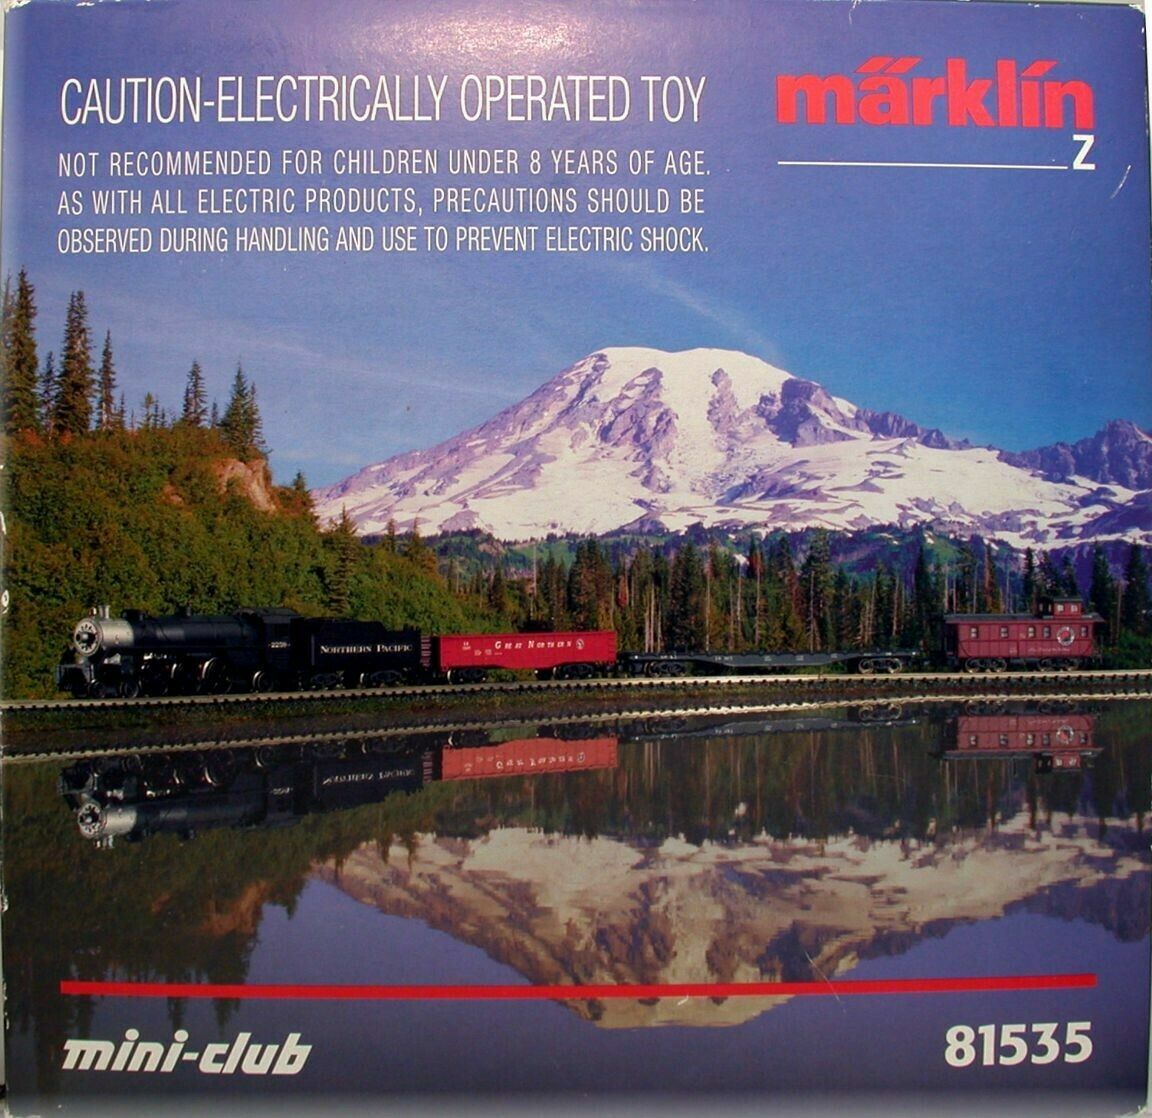 CAUTION-ELECTRICALLY OPERATED TOY
NOT RECOMMENDED FOR CHILDREN UNDER 8 YEARS OF AGE.
AS WITH ALL ELECTRIC PRODUCTS, PRECAUTIONS SHOULD BE
OBSERVED DURING HANDLING AND USE TO PREVENT ELECTRIC SHOCK.
märklin
Z
NORTHERN PACIFIC
GREAT NORTHERN
mini-club
81535